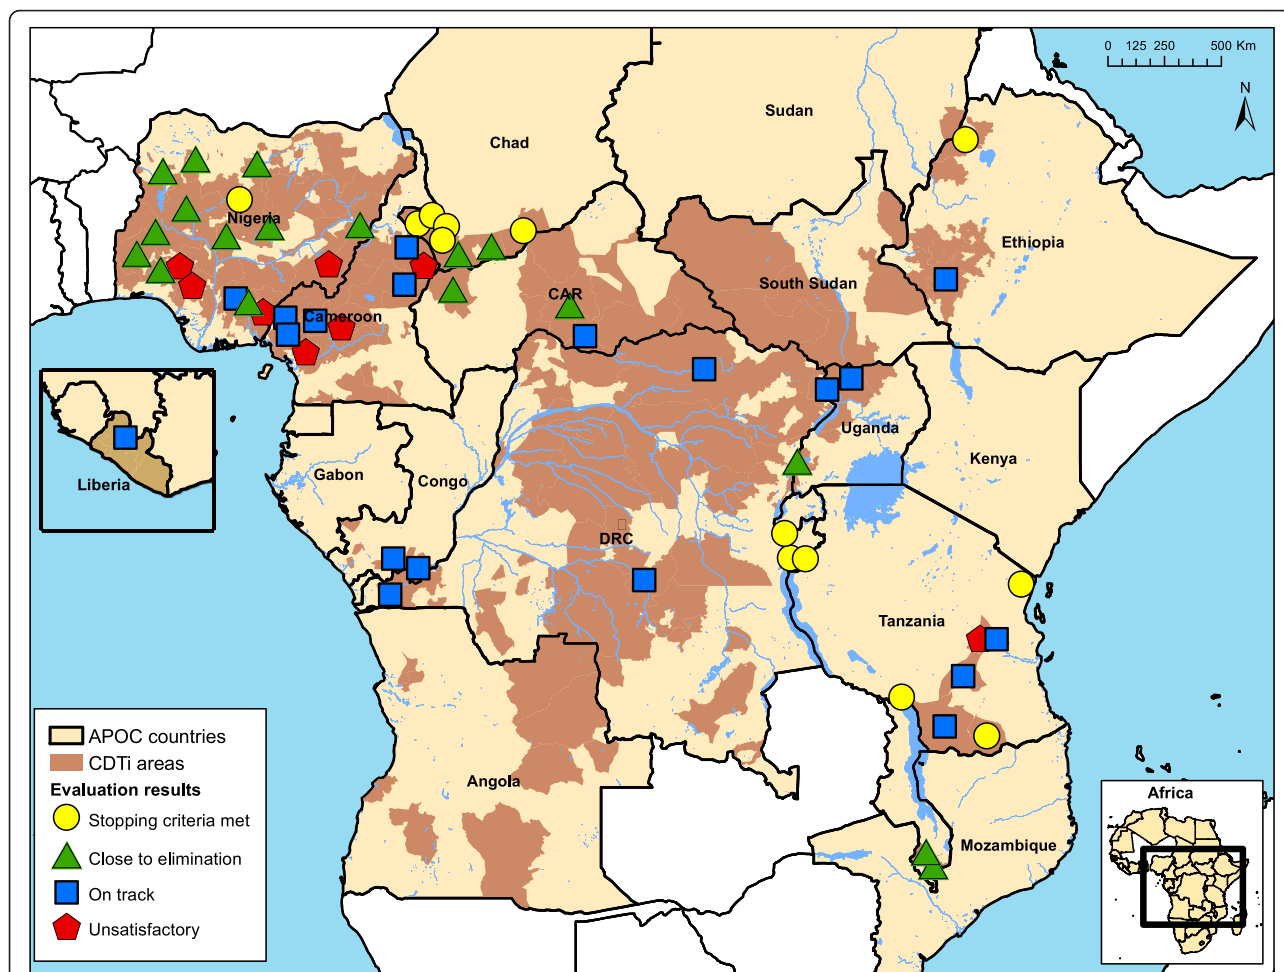 0 125 250 500 Km
N
Sudan
Chad
Nigeria
Ethiopia
South Sudan
CAR
Cameroon
Uganda
Kenya
Gabon
Congo
Liberia
DRC
Tanzania
Angola
Mozambique
APOC countries
CDTi areas
Evaluation results
Stopping criteria met
Close to elimination
On track
Unsatisfactory
Africa